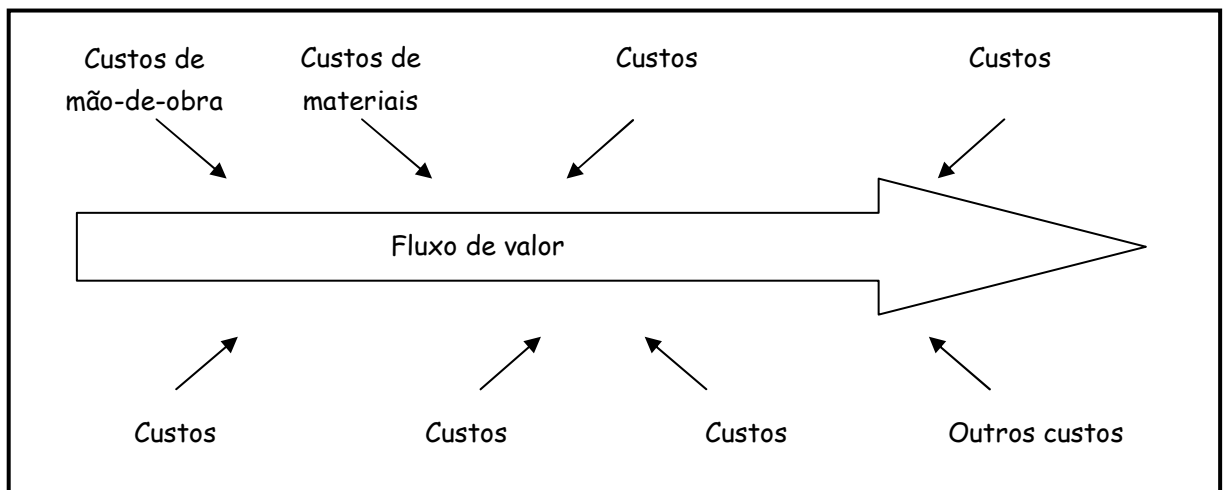 Custos de
mão-de-obra
Custos de
materiais
Custos
Custos
Fluxo de valor
Custos
Custos
Custos
Outros custos